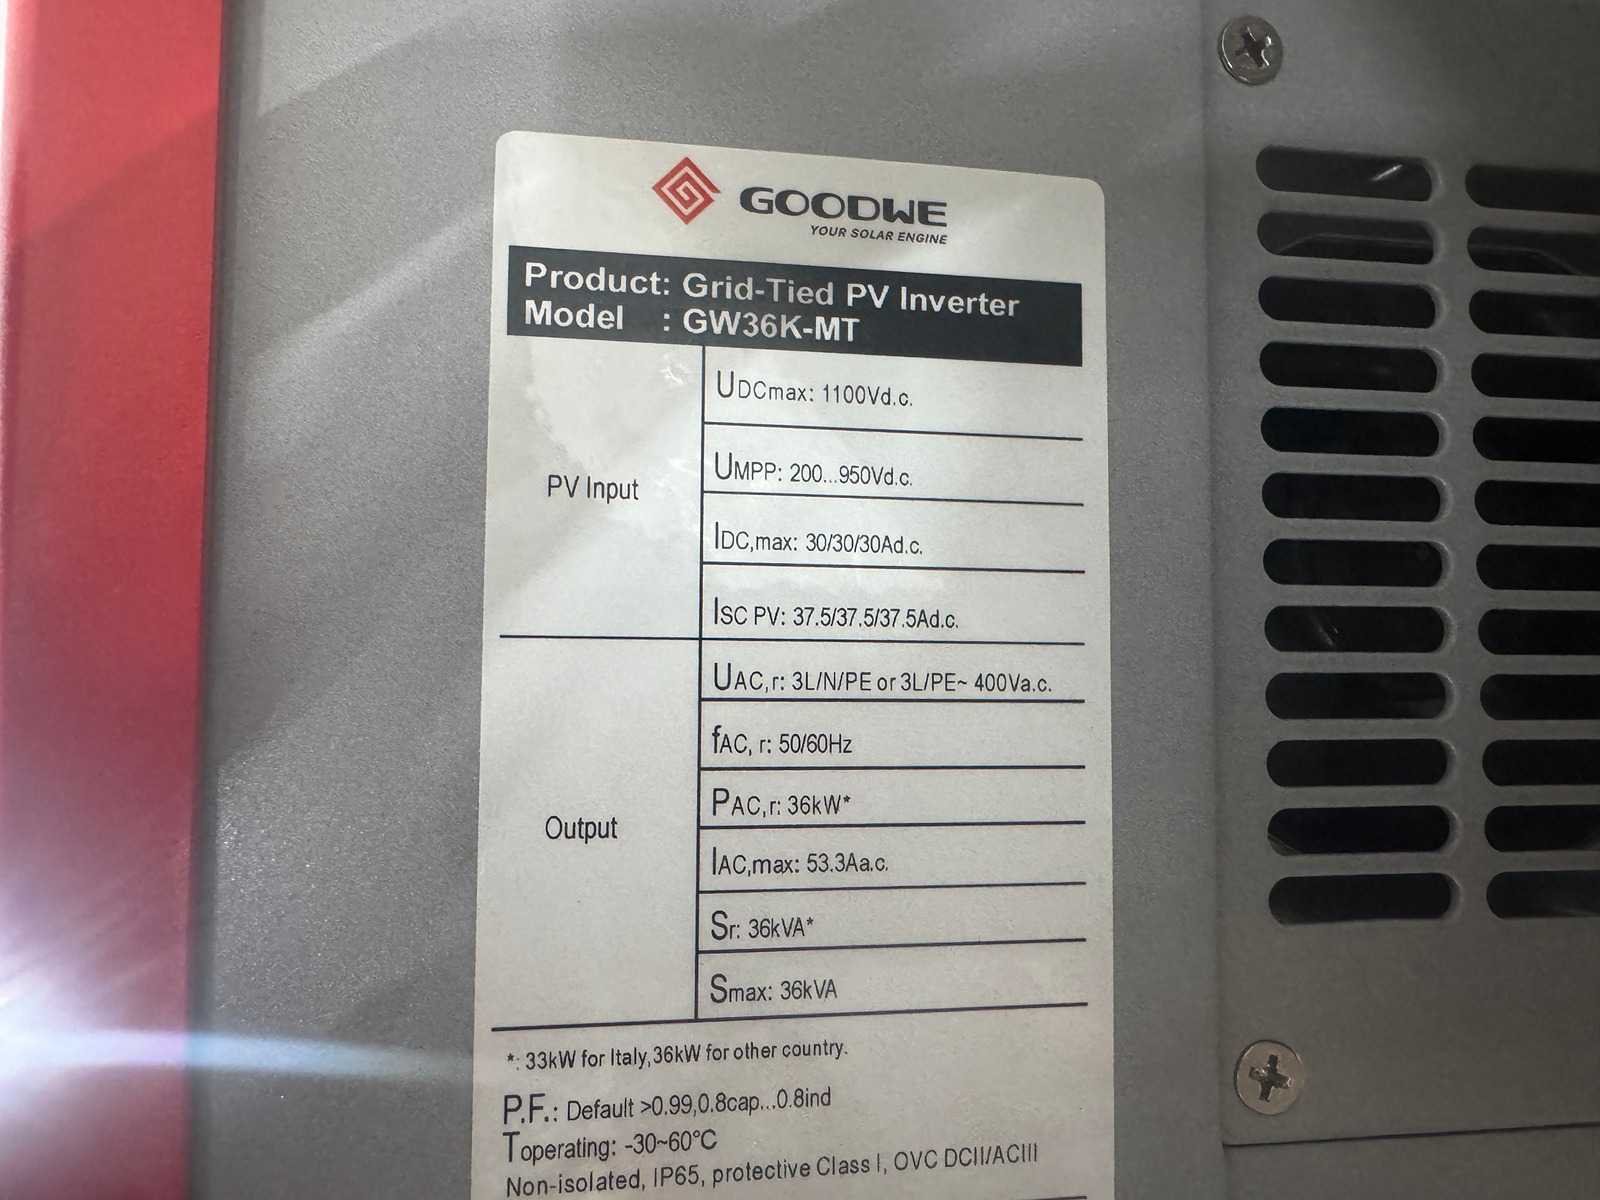 GOODWE
YOUR SOLAR ENGINE
Product: Grid-Tied PV Inverter
Model : GW36K-MT
PV Input
UDCmax: 1100Vd.c.
UMPP: 200...950Vd.c.
IDC,max: 30/30/30Ad.c.
ISC PV: 37.5/37.5/37.5Ad.c.
Output
UAC,r: 3L/N/PE or 3L/PE~ 400Va.c.
fAC, r: 50/60Hz
PAC,r: 36kW*
IAC,max: 53.3Aa.c.
Sr: 36kVA*
Smax: 36kVA
*: 33kW for Italy,36kW for other country.
P.F.: Default >0.99,0.8cap...0.8ind
Toperating: -30~60°C
Non-isolated, IP65, protective Class I, OVC DCII/ACIII